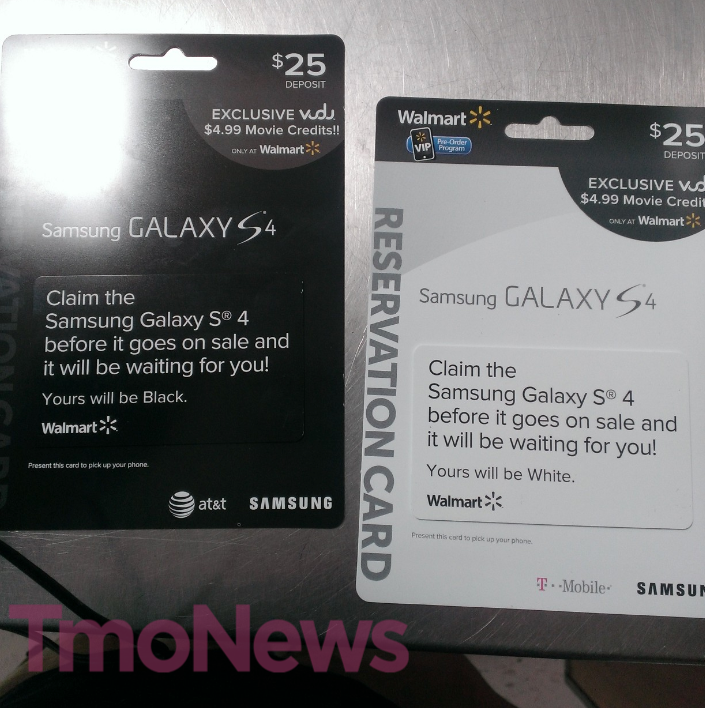 $25
DEPOSIT
EXCLUSIVE vudu
$4.99 Movie Credits!!
ONLY AT Walmart
Samsung GALAXY S4
Claim the
Samsung Galaxy S® 4
before it goes on sale and
it will be waiting for you!
Yours will be Black.
Walmart
Present this card to pick up your phone.
at&t SAMSUNG
ATION CARD
Walmart
VIP Pre-Order
Program
$25
DEPOSIT
EXCLUSIVE
$4.99 Movie Credit
ONLY AT Walmart
RESERVATION CARD
Samsung GALAXY S4
Claim the
Samsung Galaxy S® 4
before it goes on sale and
it will be waiting for you!
Yours will be White.
Walmart
Present this card to pick up your phone.
T··Mobile· SAMSUN
TmoNews